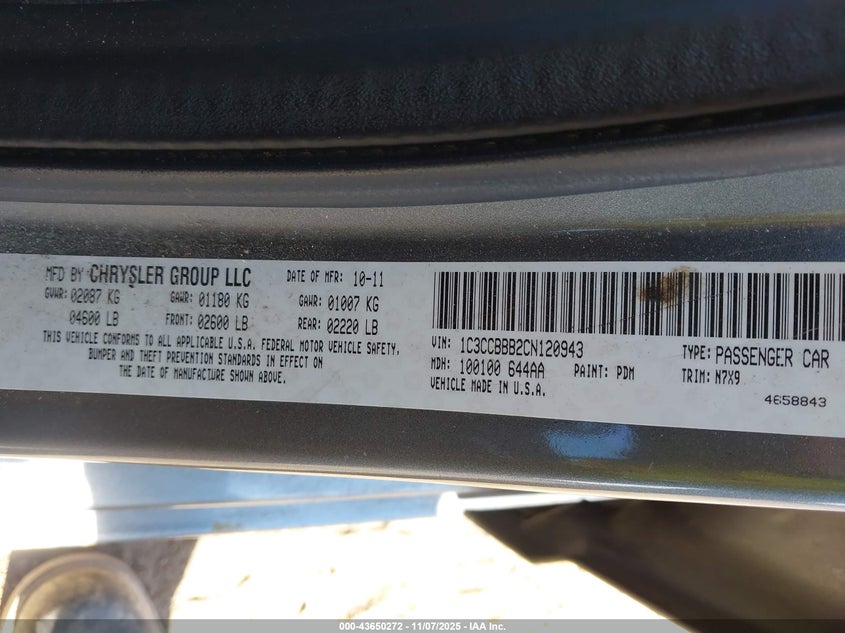 MFD BY CHRYSLER GROUP LLC
DATE OF MFR: 10-11
GVWR: 02087 KG
GAWR: 01180 KG
GAWR: 01007 KG
04600 LB
FRONT: 02600 LB
REAR: 02220 LB
THIS VEHICLE CONFORMS TO ALL APPLICABLE U.S.A. FEDERAL MOTOR VEHICLE SAFETY,
BUMPER AND THEFT PREVENTION STANDARDS IN EFFECT ON
THE DATE OF MANUFACTURE SHOWN ABOVE.
VIN: 1C3CCBBB2CN120943
TYPE: PASSENGER CAR
MDH: 100100 644AA
PAINT: PDM
TRIM: N7X9
VEHICLE MADE IN U.S.A.
4658843
000-43650272 - 11/07/2025 - IAA Inc.